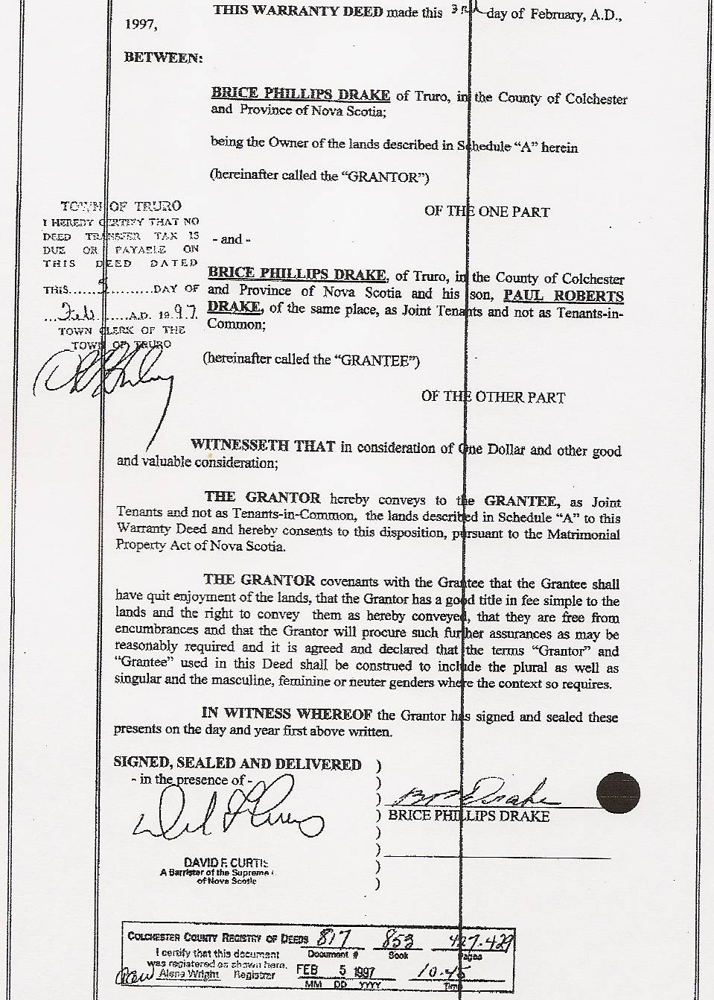 THIS WARRANTY DEED made this 3rd day of February, A.D.,
1997,
BETWEEN:
BRICE PHILLIPS DRAKE of Truro, in the County of Colchester
and Province of Nova Scotia;
being the Owner of the lands described in Schedule “A” herein
(hereinafter called the “GRANTOR”)
OF THE ONE PART
TOWN OF TRURO
I HEREBY CERTIFY THAT NO
DEED TRANSFER TAX IS
DUE OR PAYABLE ON
THIS DEED DATED
THIS.....5.........DAY OF
...Feb.......A.D. 1997.
TOWN CLERK OF THE
TOWN OF TRURO
- and -
BRICE PHILLIPS DRAKE, of Truro, in the County of Colchester
and Province of Nova Scotia and his son, PAUL ROBERTS
DRAKE, of the same place, as Joint Tenants and not as Tenants-in-
Common;
(hereinafter called the “GRANTEE”)
OF THE OTHER PART
WITNESSETH THAT in consideration of One Dollar and other good
and valuable consideration;
THE GRANTOR hereby conveys to the GRANTEE, as Joint
Tenants and not as Tenants-in-Common, the lands described in Schedule “A” to this
Warranty Deed and hereby consents to this disposition, pursuant to the Matrimonial
Property Act of Nova Scotia.
THE GRANTOR covenants with the Grantee that the Grantee shall
have quit enjoyment of the lands, that the Grantor has a good title in fee simple to the
lands and the right to convey them as hereby conveyed, that they are free from
encumbrances and that the Grantor will procure such further assurances as may be
reasonably required and it is agreed and declared that the terms “Grantor” and
“Grantee” used in this Deed shall be construed to include the plural as well as
singular and the masculine, feminine or neuter genders where the context so requires.
IN WITNESS WHEREOF the Grantor has signed and sealed these
presents on the day and year first above written.
SIGNED, SEALED AND DELIVERED )
- in the presence of - )
)
BP Drake
) BRICE PHILLIPS DRAKE
)
)
DAVID F. CURTIS
A Barrister of the Supreme
of Nova Scotia
)
)
COLCHESTER COUNTY REGISTRY OF DEEDS 817 853 427-429
I certify that this document Document # Book Pages
was registered as shown here.
Alena Wright Registrar FEB 5 1997 10:45
MM DD YYYY Time